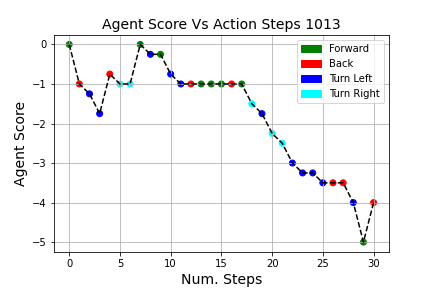 Agent Score Vs Action Steps 1013
Forward
Back
Turn Left
Turn Right
Agent Score
0
−1
−2
−3
−4
−5
0 5 10 15 20 25 30
Num. Steps